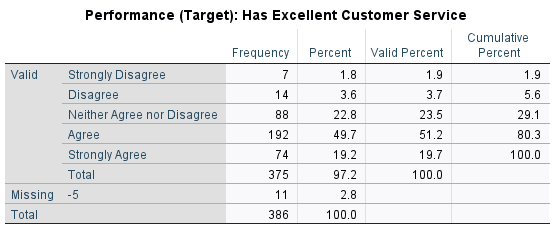 Performance (Target): Has Excellent Customer Service
Frequency Percent Valid Percent Cumulative Percent
Valid Strongly Disagree 7 1.8 1.9 1.9
Disagree 14 3.6 3.7 5.6
Neither Agree nor Disagree 88 22.8 23.5 29.1
Agree 192 49.7 51.2 80.3
Strongly Agree 74 19.2 19.7 100.0
Total 375 97.2 100.0
Missing -5 11 2.8
Total 386 100.0